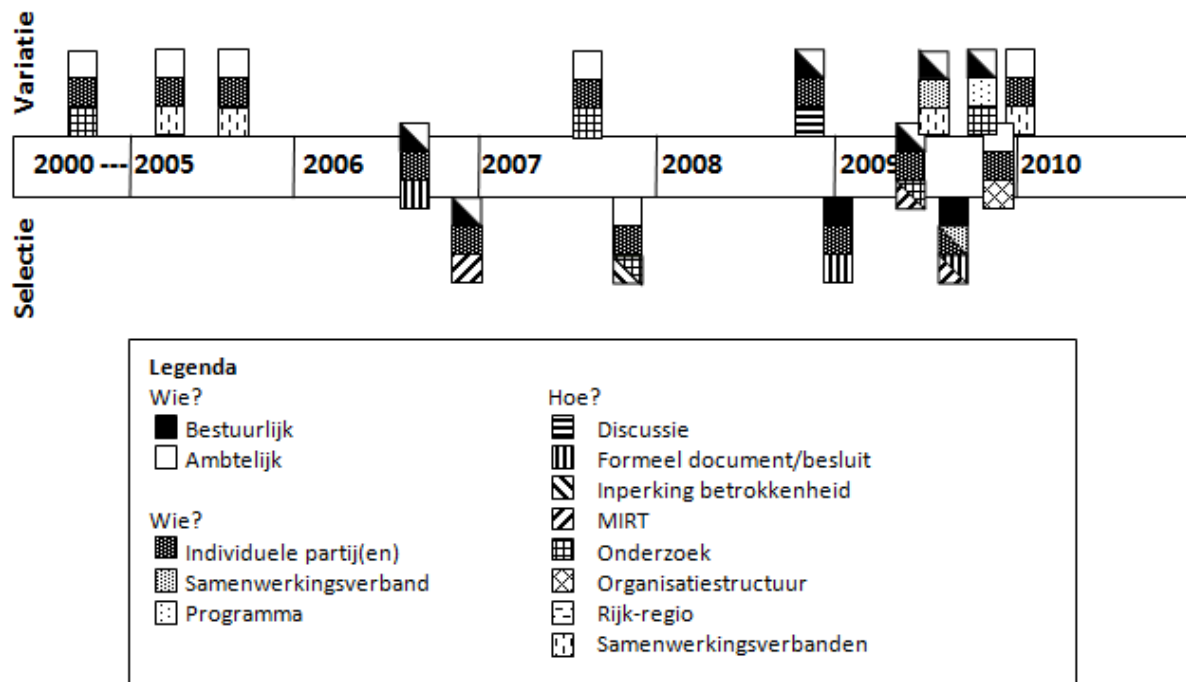 Variatie
2000 --- 2005 2006 2007 2008 2009 2010
Selectie
Legenda
Wie?
Bestuurlijk
Ambtelijk
Wie?
Individuele partij(en)
Samenwerkingsverband
Programma
Hoe?
Discussie
Formeel document/besluit
Inperking betrokkenheid
MIRT
Onderzoek
Organisatiestructuur
Rijk-regio
Samenwerkingsverbanden